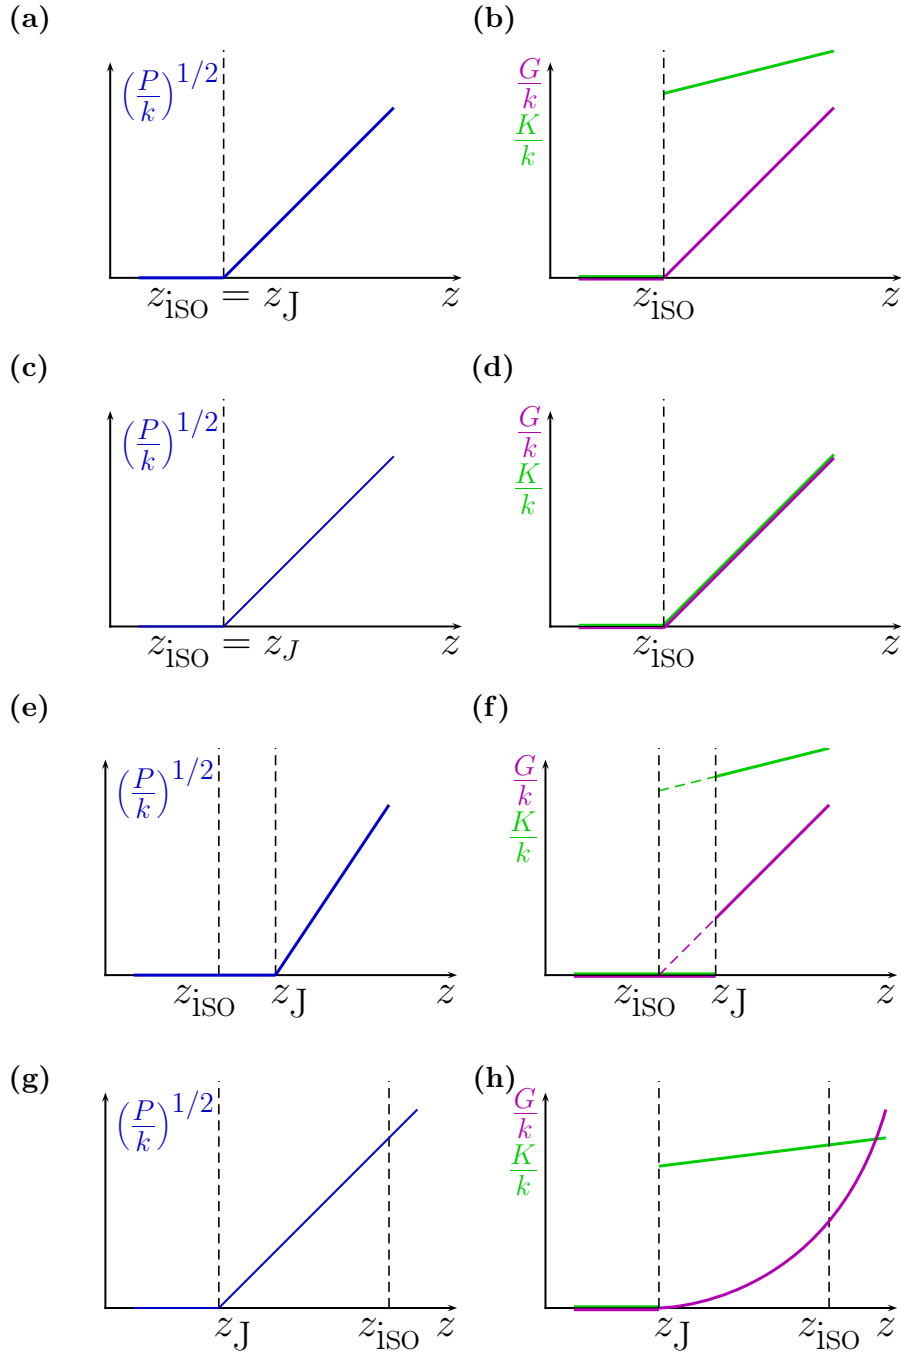 (a) (b)
(P/k)^1/2 G/k K/k
z_iso = z_J z z_iso z
(c) (d)
(P/k)^1/2 G/k K/k
z_iso = z_J z z_iso z
(e) (f)
(P/k)^1/2 G/k K/k
z_iso z_J z z_iso z_J z
(g) (h)
(P/k)^1/2 G/k K/k
z_J z_iso z z_J z_iso z